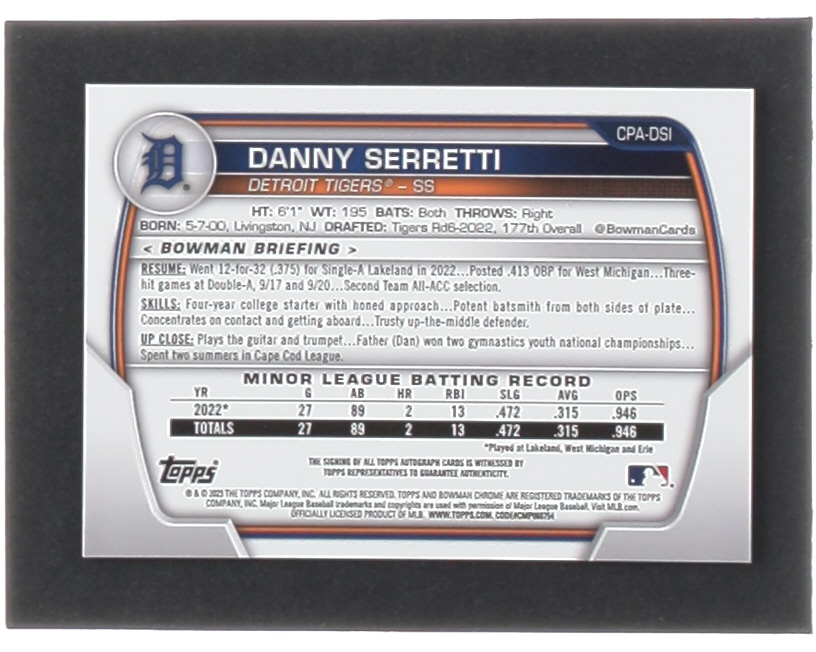 CPA-DSI
D
DANNY SERRETTI
DETROIT TIGERS® – SS
HT: 6'1" WT: 195 BATS: Both THROWS: Right
BORN: 5-7-00, Livingston, NJ DRAFTED: Tigers Rd6-2022, 177th Overall @BowmanCards
< BOWMAN BRIEFING >
RESUME: Went 12-for-32 (.375) for Single-A Lakeland in 2022...Posted .413 OBP for West Michigan...Three-
hit games at Double-A, 9/17 and 9/20...Second Team All-ACC selection.
SKILLS: Four-year college starter with honed approach...Potent batsmith from both sides of plate...
Concentrates on contact and getting aboard...Trusty up-the-middle defender.
UP CLOSE: Plays the guitar and trumpet...Father (Dan) won two gymnastics youth national championships...
Spent two summers in Cape Cod League.
MINOR LEAGUE BATTING RECORD
YR G AB HR RBI SLG AVG OPS
2022* 27 89 2 13 .472 .315 .946
TOTALS 27 89 2 13 .472 .315 .946
*Played at Lakeland, West Michigan and Erie
Topps
THE SIGNING OF ALL TOPPS AUTOGRAPH CARDS IS WITNESSED BY
TOPPS REPRESENTATIVES TO GUARANTEE AUTHENTICITY.
® & © 2023 THE TOPPS COMPANY, INC. ALL RIGHTS RESERVED. TOPPS AND BOWMAN CHROME ARE REGISTERED TRADEMARKS OF THE TOPPS
COMPANY, INC. Major League Baseball trademarks and copyrights are used with permission of Major League Baseball. Visit MLB.com.
OFFICIALLY LICENSED PRODUCT OF MLB. WWW.TOPPS.COM.